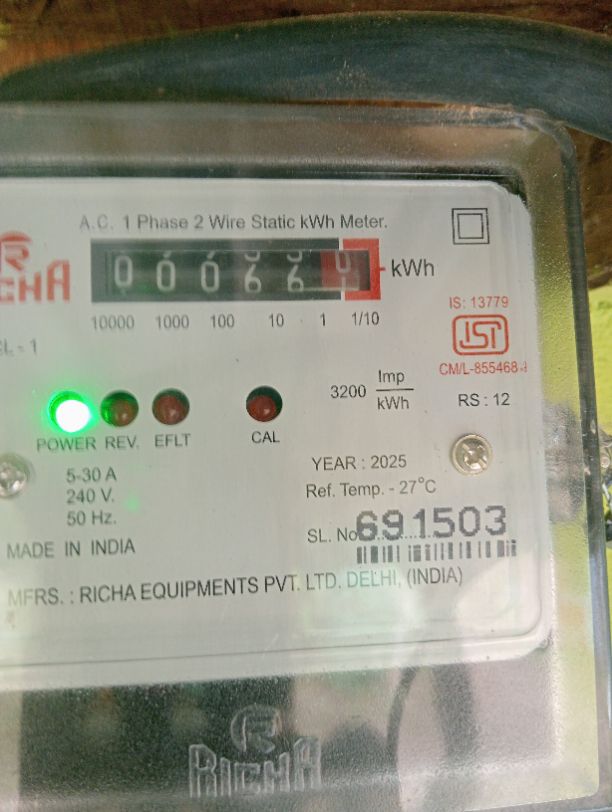 A.C. 1 Phase 2 Wire Static kWh Meter.
RICHA
0 0 0 6 6 kWh
10000 1000 100 10 1 1/10
IS: 13779
ISI
CM/L-855468
3200 Imp/kWh
RS : 12
POWER REV. EFLT CAL
5-30 A
240 V.
50 Hz.
YEAR : 2025
Ref. Temp. - 27°C
SL. No. 691503
MADE IN INDIA
MFRS. : RICHA EQUIPMENTS PVT. LTD. DELHI, (INDIA)
RICHA